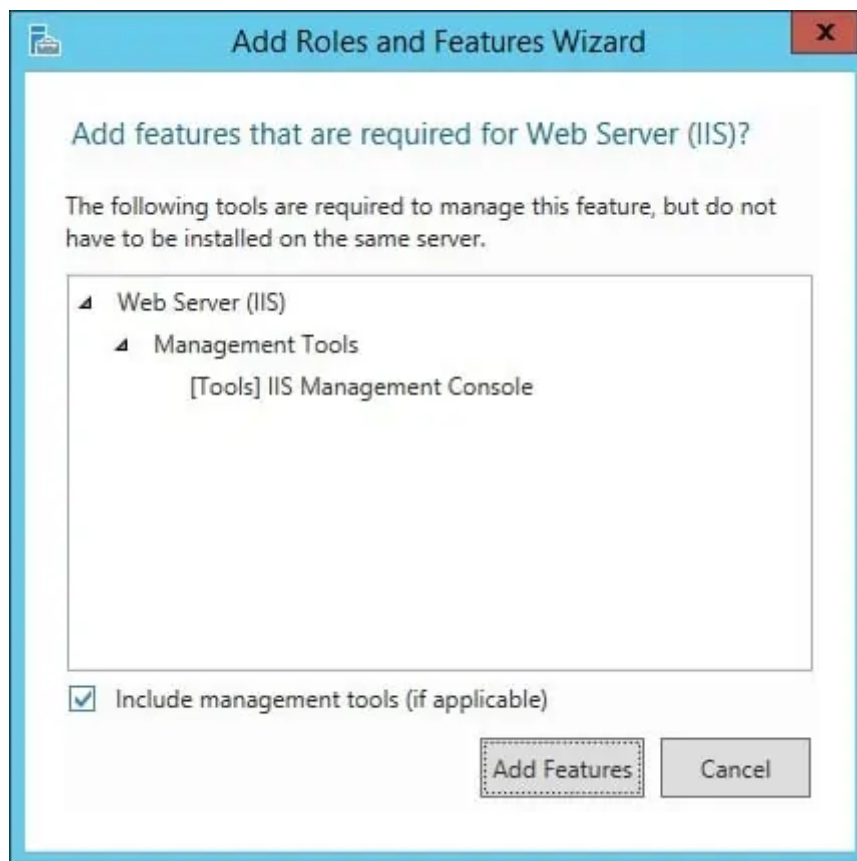 Add Roles and Features Wizard
x
Add features that are required for Web Server (IIS)?
The following tools are required to manage this feature, but do not
have to be installed on the same server.
Web Server (IIS)
Management Tools
[Tools] IIS Management Console
Include management tools (if applicable)
Add Features
Cancel